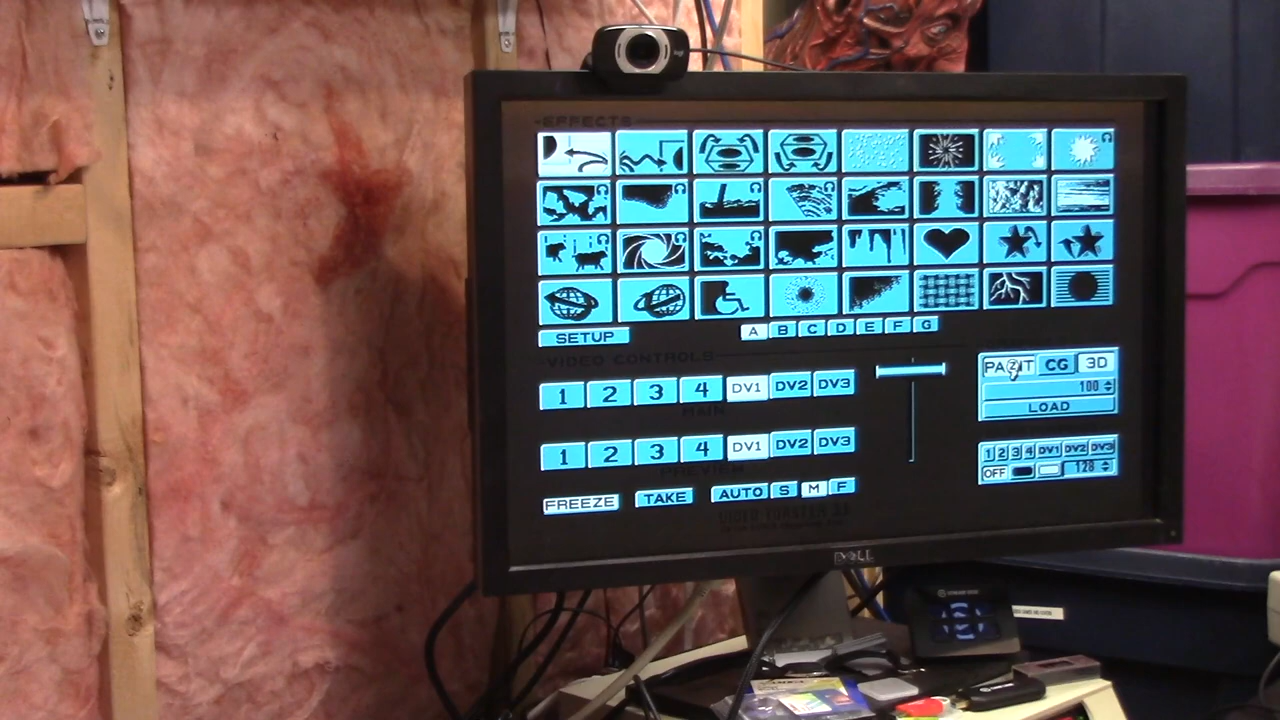 EFFECTS
SETUP
A B C D E F G
VIDEO CONTROLS
1 2 3 4 DV1 DV2 DV3
MAIN
1 2 3 4 DV1 DV2 DV3
PREVIEW
FREEZE TAKE AUTO S M F
CG 3D
100
LOAD
1 2 3 4 DV1 DV2 DV3
OFF 128
DELL